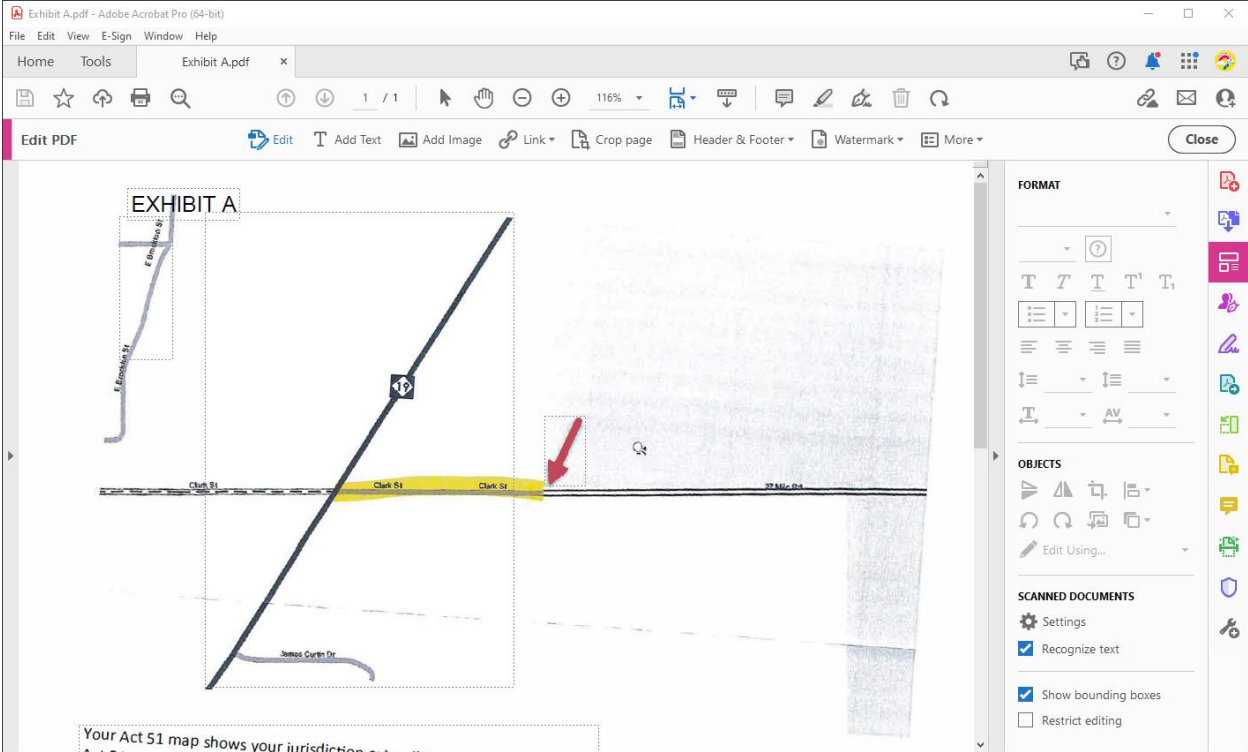 Exhibit A.pdf - Adobe Acrobat Pro (64-bit)
File Edit View E-Sign Window Help
Home Tools Exhibit A.pdf ×
1 / 1 116%
Edit PDF Edit Add Text Add Image Link Crop page Header & Footer Watermark More Close
EXHIBIT A
E Brockton St
E Brockton St
19
Clark St
Clark St
Clark St
James Curtin Dr
Your Act 51 map shows your jurisdiction
FORMAT
OBJECTS
Edit Using...
SCANNED DOCUMENTS
Settings
Recognize text
Show bounding boxes
Restrict editing